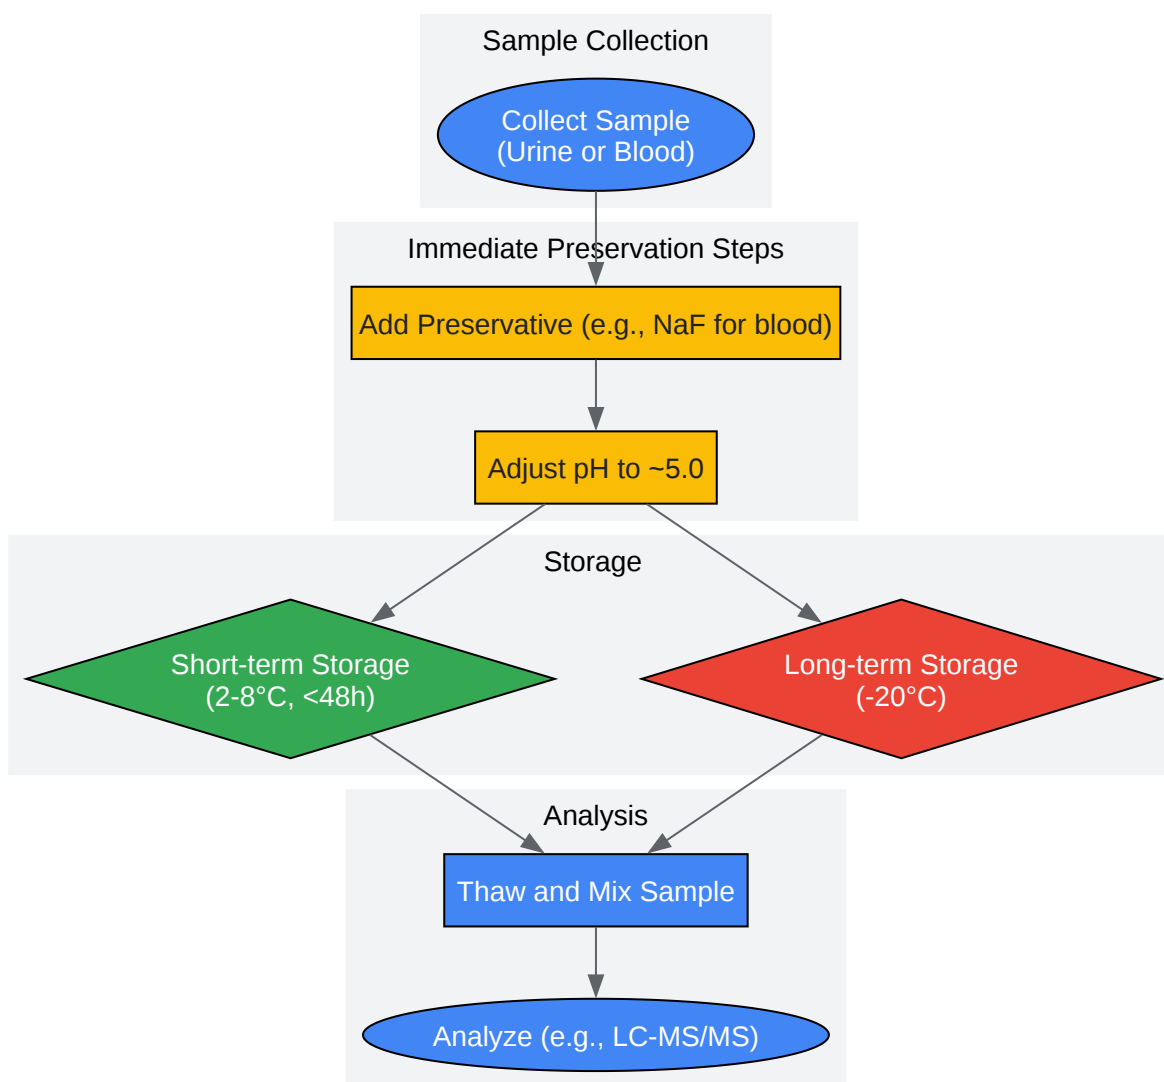 Sample Collection
Collect Sample
(Urine or Blood)
Immediate Preservation Steps
Add Preservative (e.g., NaF for blood)
Adjust pH to ~5.0
Storage
Short-term Storage
(2-8°C, <48h)
Long-term Storage
(-20°C)
Analysis
Thaw and Mix Sample
Analyze (e.g., LC-MS/MS)